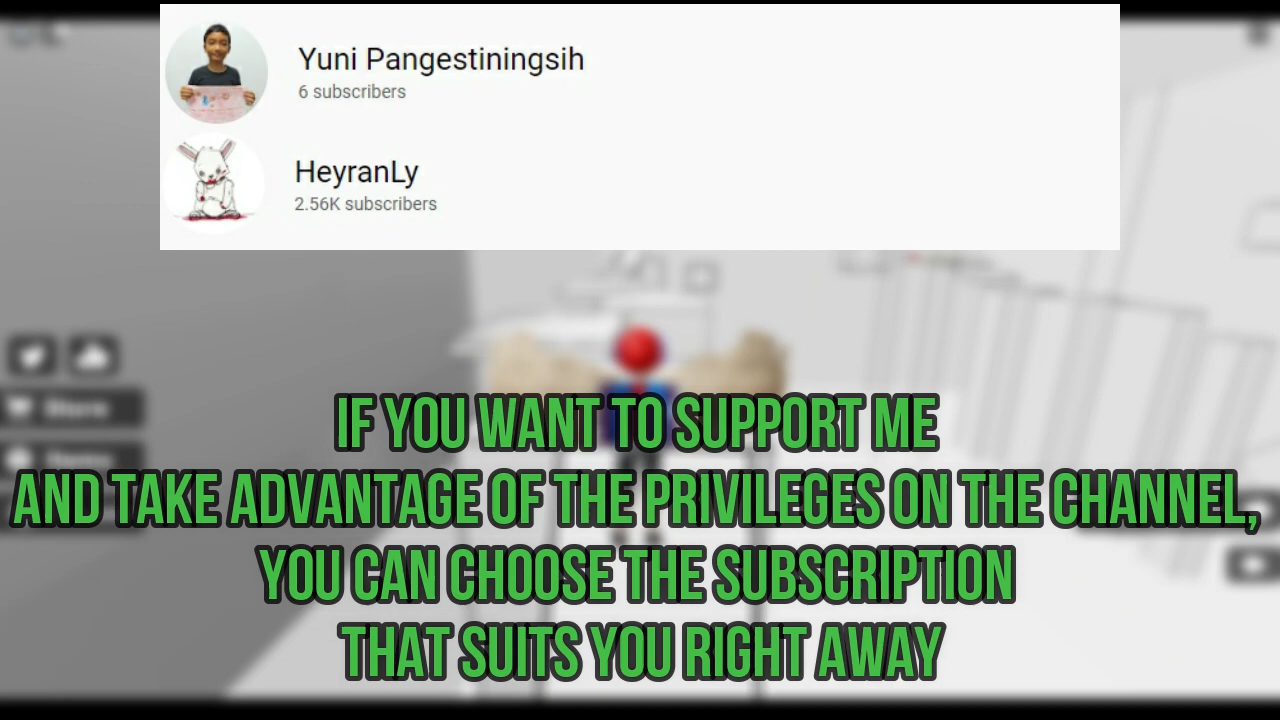 Yuni Pangestiningsih
6 subscribers
HeyranLy
2.56K subscribers
Store
IF YOU WANT TO SUPPORT ME
AND TAKE ADVANTAGE OF THE PRIVILEGES ON THE CHANNEL,
YOU CAN CHOOSE THE SUBSCRIPTION
THAT SUITS YOU RIGHT AWAY